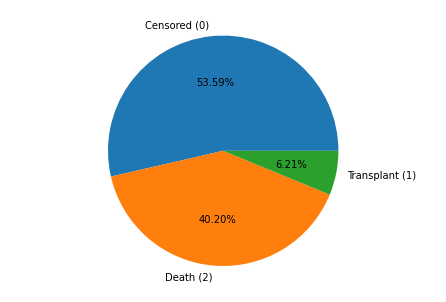 Censored (0)
53.59%
6.21%
Transplant (1)
40.20%
Death (2)